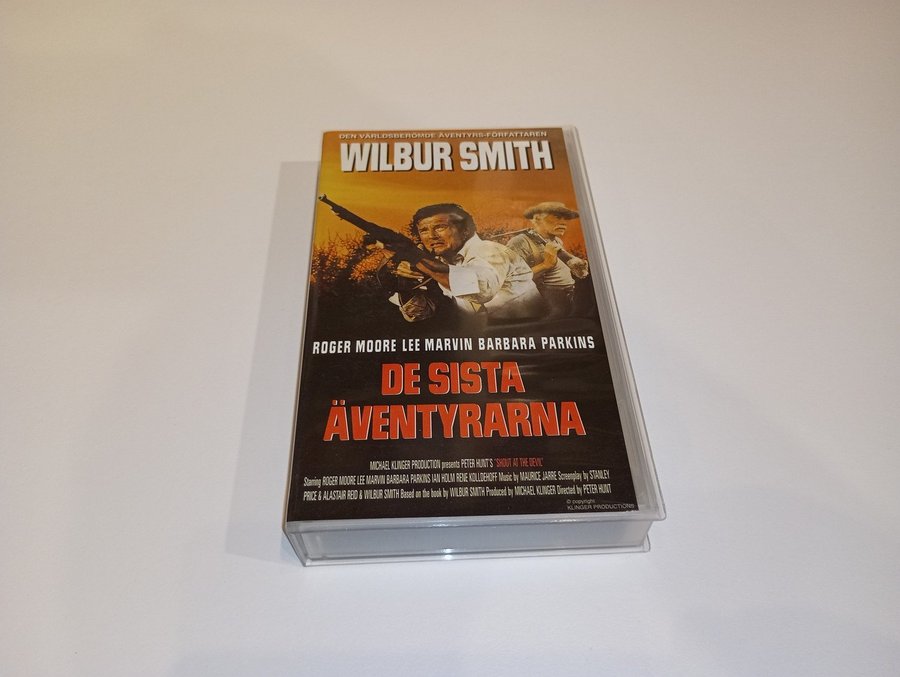 DEN VÄRLDSBERÖMDE ÄVENTYRS-FÖRFATTAREN
WILBUR SMITH
ROGER MOORE LEE MARVIN BARBARA PARKINS
DE SISTA
ÄVENTYRARNA
MICHAEL KLINGER PRODUCTION presents PETER HUNT'S "SHOUT AT THE DEVIL"
Starring ROGER MOORE LEE MARVIN BARBARA PARKINS IAN HOLM RENE KOLLDEHOFF Music by MAURICE JARRE Screenplay by STANLEY
PRICE & ALASTAIR REID & WILBUR SMITH Based on the book by WILBUR SMITH Produced by MICHAEL KLINGER Directed by PETER HUNT
© copyright
KLINGER PRODUCTIONS